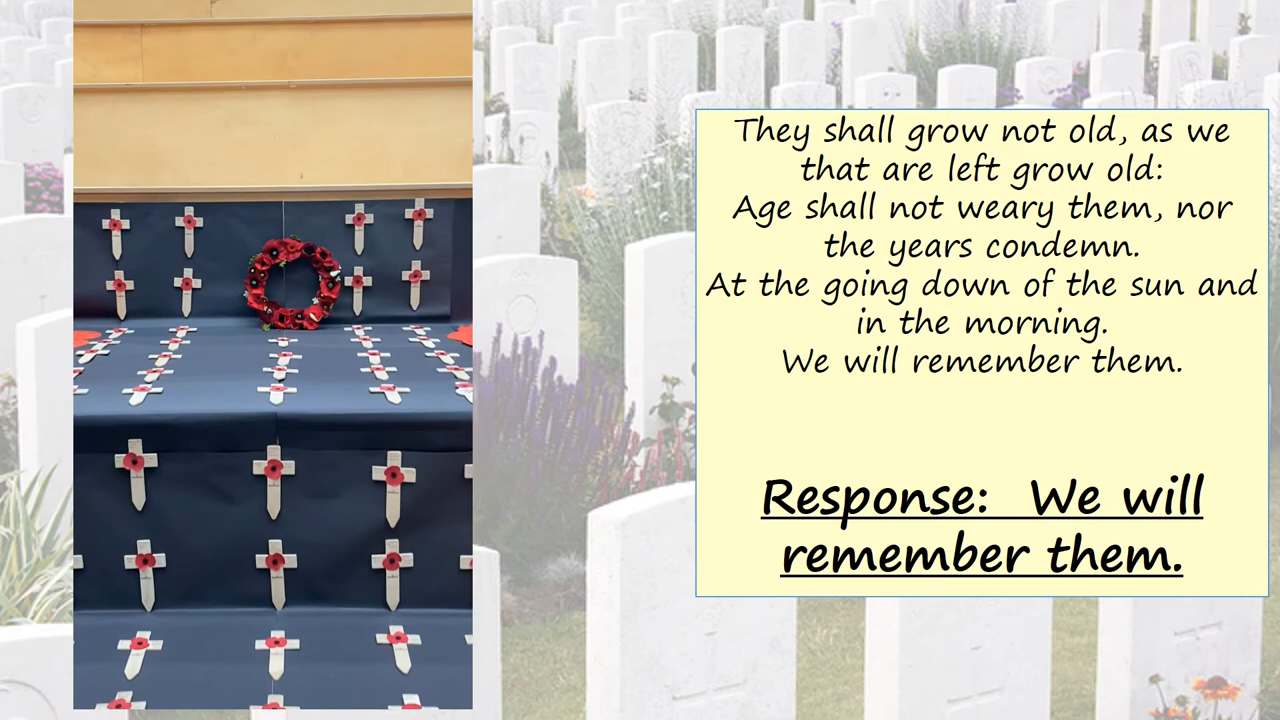 They shall grow not old, as we
that are left grow old:
Age shall not weary them, nor
the years condemn.
At the going down of the sun and
in the morning.
We will remember them.
Response: We will
remember them.